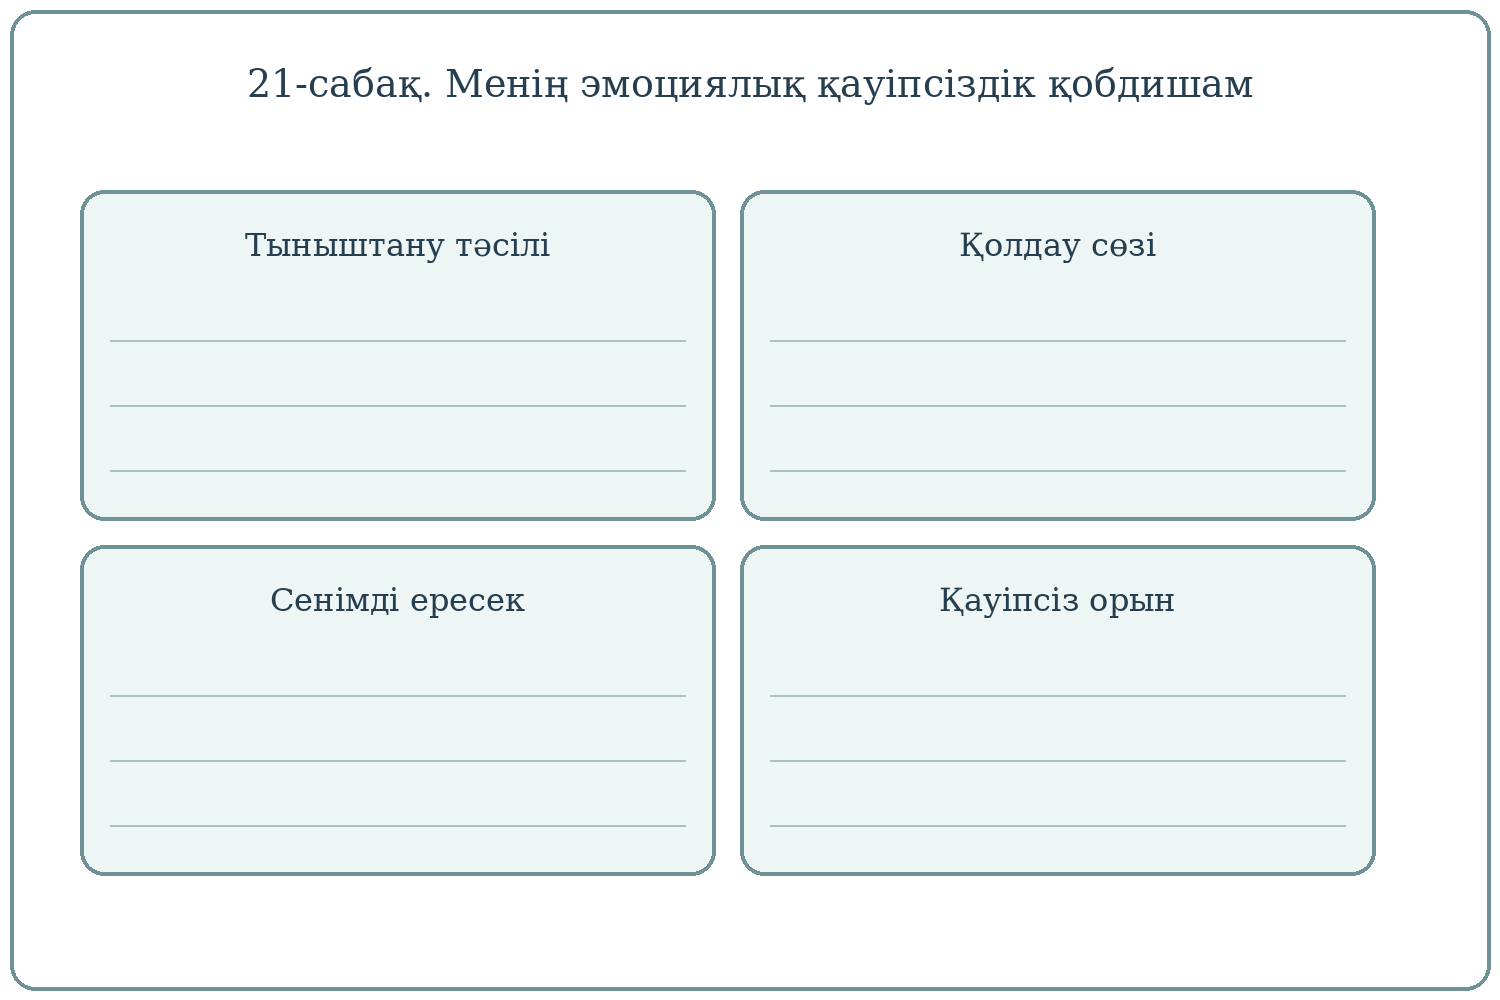 21-сабақ. Менің эмоциялық қауіпсіздік қобдишам
Тыныштану тәсілі
Қолдау сөзі
Сенімді ересек
Қауіпсіз орын